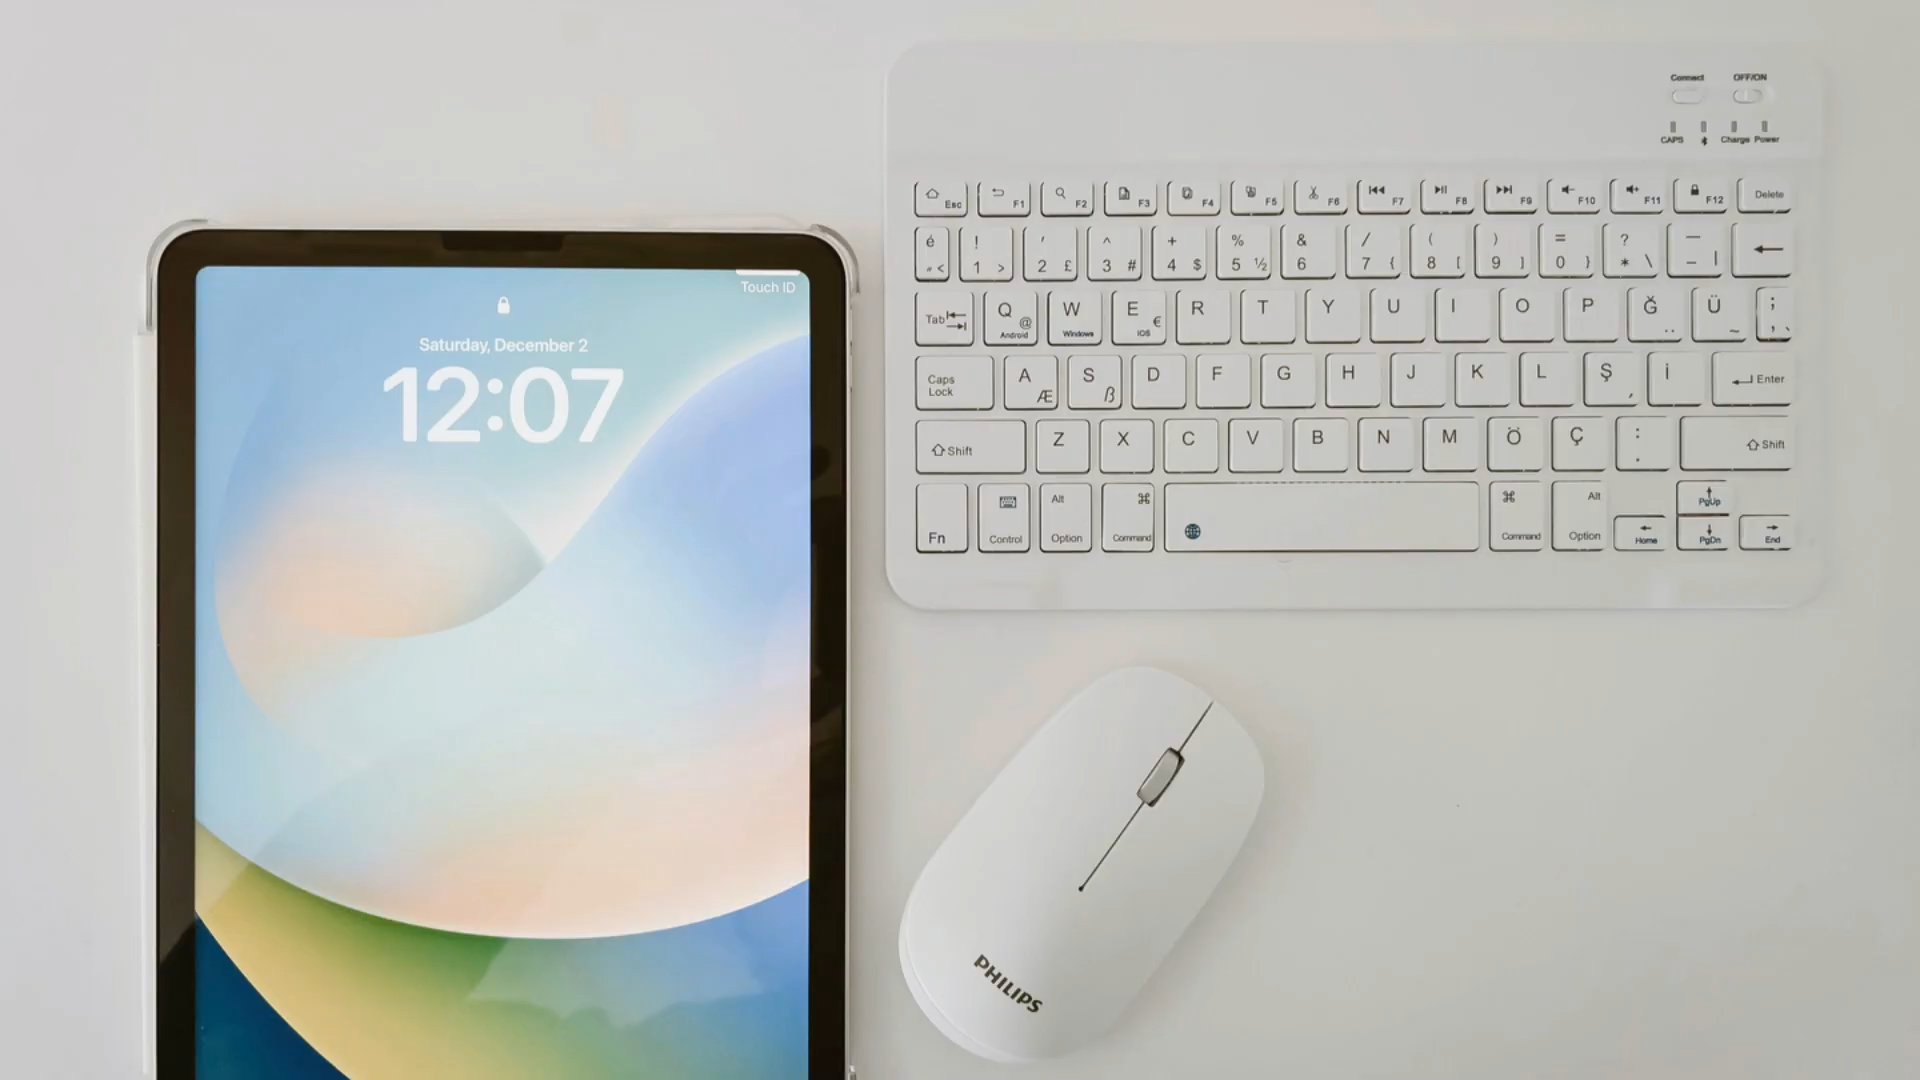 Touch ID
Saturday, December 2
12:07
Connect OFF/ON
CAPS Charge Power
Esc F1 F2 F3 F4 F5 F6 F7 F8 F9 F10 F11 F12 Delete
é ! ' ^ + % & / ( ) = ? _
" < 1 > 2 £ 3 # 4 $ 5 ½ 6 7 { 8 [ 9 ] 0 } * \ - |
Tab Q W E R T Y U I O P Ğ Ü ;
@ € ¨ ~ , `
Android Windows IOS
Caps Lock A S D F G H J K L Ş İ Enter
Æ ß ´
Shift Z X C V B N M Ö Ç : . Shift
Alt ⌘ ⌘ Alt PgUp
Fn Control Option Command Command Option Home PgDn End
PHILIPS